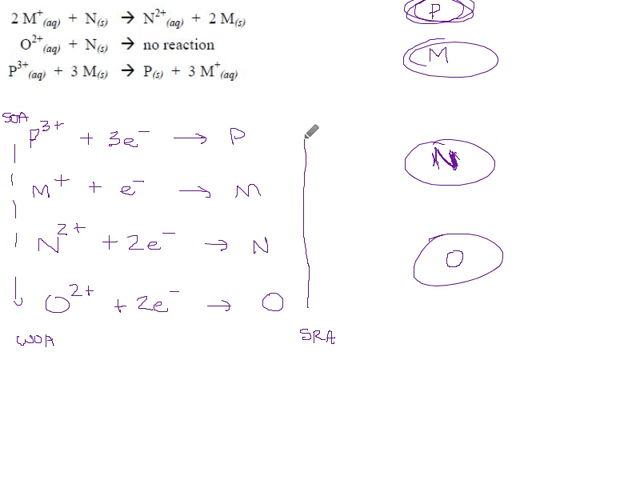 2 M⁺(aq) + N(s) → N²⁺(aq) + 2 M(s)
O²⁺(aq) + N(s) → no reaction
P³⁺(aq) + 3 M(s) → P(s) + 3 M⁺(aq)
P
M
N
O
SOA
P³⁺ + 3e⁻ → P
M⁺ + e⁻ → M
N²⁺ + 2e⁻ → N
O²⁺ + 2e⁻ → O
WOA
SRA